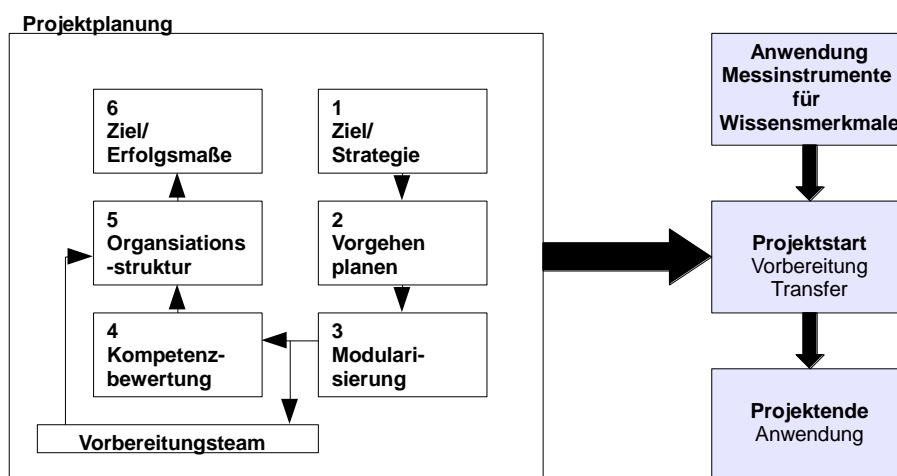 Projektplanung
6
Ziel/
Erfolgsmaße
1
Ziel/
Strategie
5
Organsiations
-struktur
2
Vorgehen
planen
4
Kompetenz-
bewertung
3
Modulari-
sierung
Vorbereitungsteam
Anwendung
Messinstrumente
für
Wissensmerkmale
Projektstart
Vorbereitung
Transfer
Projektende
Anwendung